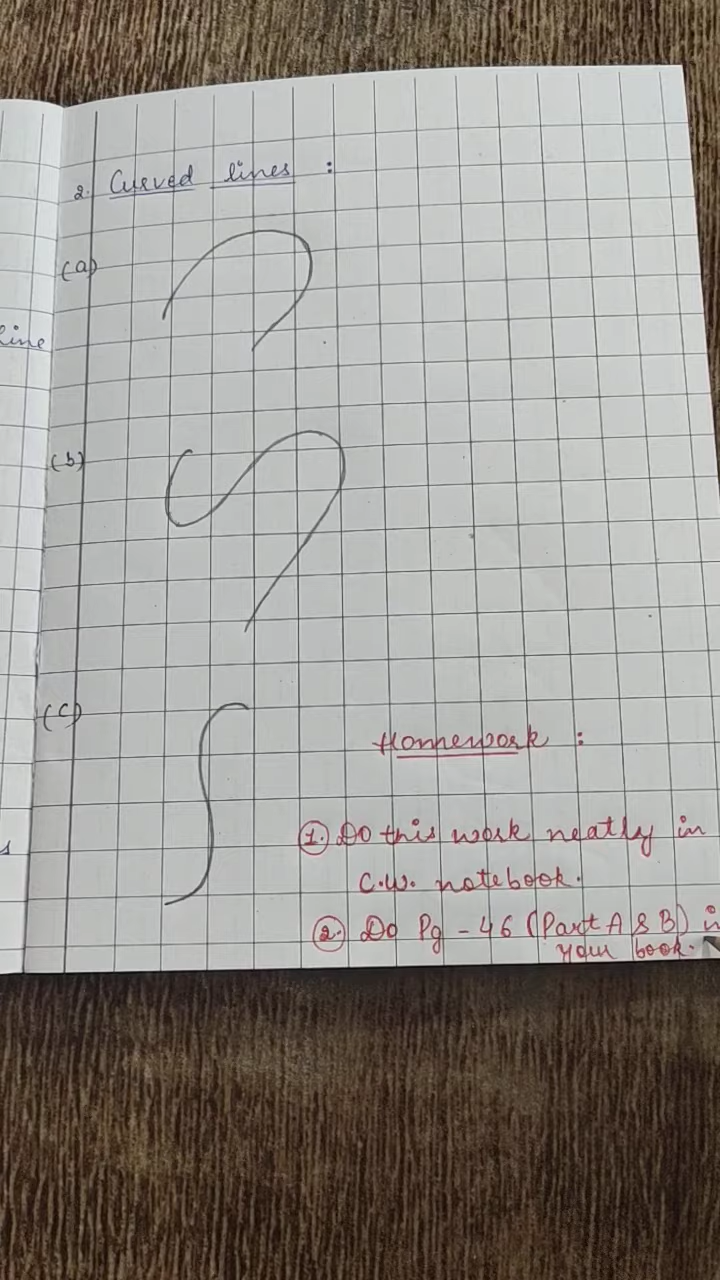 2. Curved lines :
(a)
line
(b)
(c)
Homework :
1. Do this work neatly in
C.W. notebook.
2. Do Pg - 46 (Part A & B) in
your book.